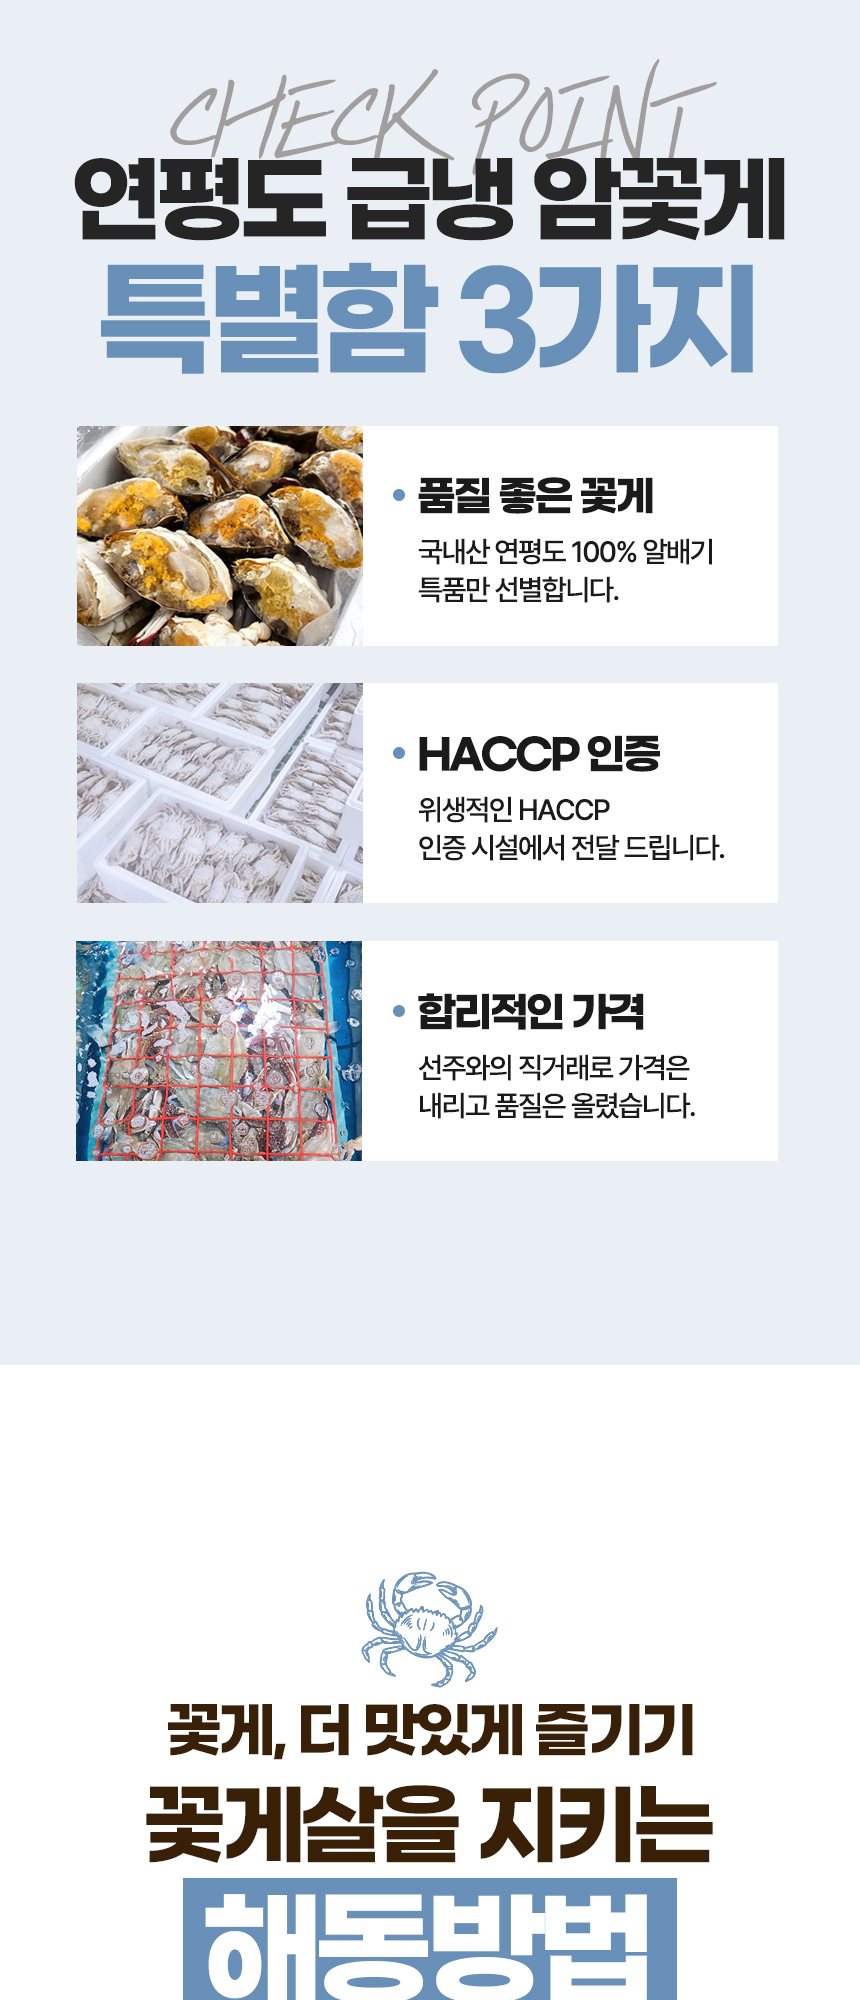 CHECK POINT
연평도 급냉 암꽃게
특별함 3가지
품질 좋은 꽃게
국내산 연평도 100% 알배기
특품만 선별합니다.
HACCP 인증
위생적인 HACCP
인증 시설에서 전달 드립니다.
합리적인 가격
선주와의 직거래로 가격은
내리고 품질은 올렸습니다.
꽃게, 더 맛있게 즐기기
꽃게살을 지키는
해동방법